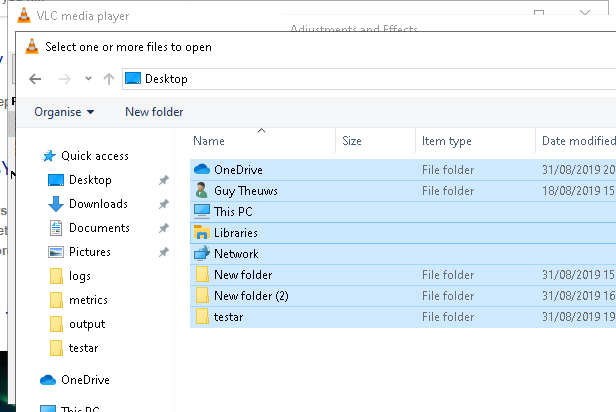 VLC media player
Adjustments and Effects
Select one or more files to open
Desktop
Organise New folder
Name Size Item type Date modified
Quick access
Desktop
Downloads
Documents
Pictures
logs
metrics
output
testar
OneDrive
This PC
OneDrive File folder 31/08/2019 20
Guy Theuws File folder 18/08/2019 15
This PC
Libraries
Network
New folder File folder 31/08/2019 15
New folder (2) File folder 31/08/2019 16
testar File folder 31/08/2019 19